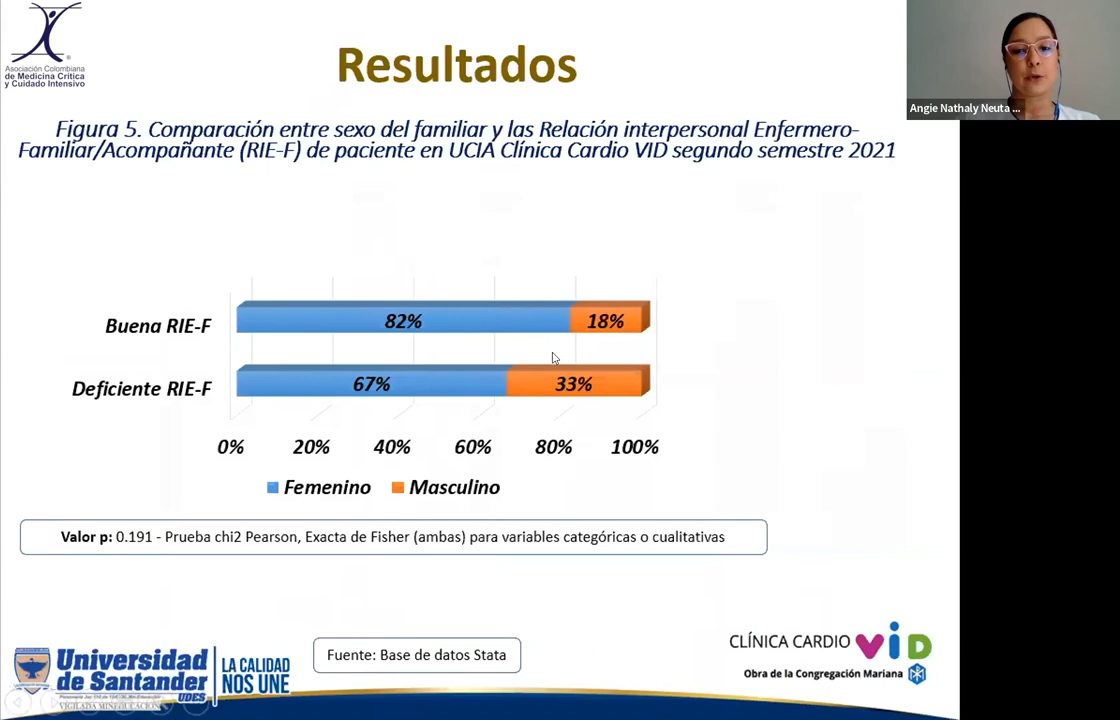 Asociación Colombiana
de Medicina Crítica
y Cuidado Intensivo
Resultados
Angie Nathaly Neuta ...
Figura 5. Comparación entre sexo del familiar y las Relación interpersonal Enfermero-
Familiar/Acompañante (RIE-F) de paciente en UCIA Clínica Cardio VID segundo semestre 2021
Buena RIE-F
82%
18%
Deficiente RIE-F
67%
33%
0%
20%
40%
60%
80%
100%
Femenino
Masculino
Valor p: 0.191 - Prueba chi2 Pearson, Exacta de Fisher (ambas) para variables categóricas o cualitativas
Universidad
de Santander
UDES
LA CALIDAD
NOS UNE
VIGILADA MINEDUCACIÓN
Fuente: Base de datos Stata
CLÍNICA CARDIO VID
Obra de la Congregación Mariana